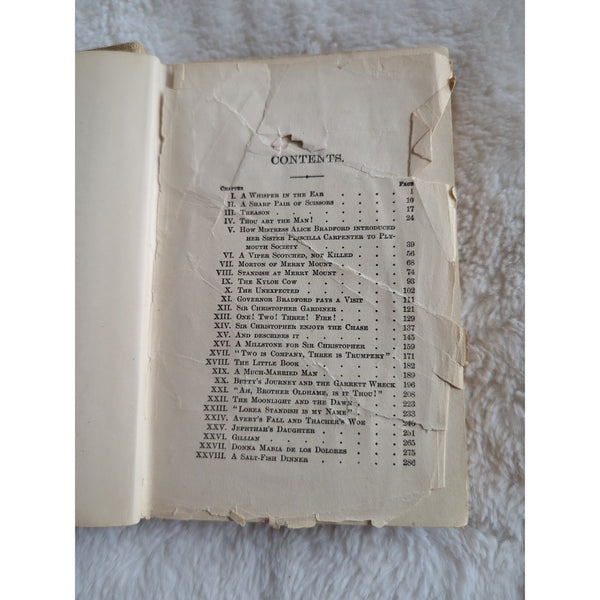 CONTENTS.
CHAPTER PAGE
I. A WHISPER IN THE EAR . . . . . . 1
II. A SHARP PAIR OF SCISSORS . . . . . 10
III. TREASON . . . . . . . . 17
IV. THOU ART THE MAN! . . . . . . 24
V. HOW MISTRESS ALICE BRADFORD INTRODUCED
HER SISTER PRISCILLA CARPENTER TO PLY-
MOUTH SOCIETY . . . . . . 39
VI. A VIPER SCOTCHED, NOT KILLED . . . . 56
VII. MORTON OF MERRY MOUNT . . . . . 68
VIII. STANDISH AT MERRY MOUNT . . . . . 74
IX. THE KYLOE COW . . . . . . . 93
X. THE UNEXPECTED . . . . . . . 102
XI. GOVERNOR BRADFORD PAYS A VISIT . . . . 111
XII. SIR CHRISTOPHER GARDINER . . . . . 121
XIII. ONE! TWO! THREE! FIRE! . . . . . 129
XIV. SIR CHRISTOPHER ENJOYS THE CHASE . . . 137
XV. AND DESCRIBES IT . . . . . . 145
XVI. A MILLSTONE FOR SIR CHRISTOPHER . . . . 159
XVII. "TWO IS COMPANY, THREE IS TRUMPERY" . . . 171
XVIII. THE LITTLE BOOK . . . . . . . 182
XIX. A MUCH-MARRIED MAN . . . . . . 189
XX. BETTY'S JOURNEY AND THE GARRETT WRECK . . 196
XXI. "AH, BROTHER OLDHAME, IS IT THOU!" . . . 208
XXII. THE MOONLIGHT AND THE DAWN . . . . . 223
XXIII. "LOREA STANDISH IS MY NAME" . . . . 233
XXIV. AVERY'S FALL AND THACHER'S WOE . . . . 246
XXV. JEPHTHAH'S DAUGHTER . . . . . . 251
XXVI. GILLIAN . . . . . . . . 265
XXVII. DONNA MARIA DE LOS DOLORES . . . . . 275
XXVIII. A SALT-FISH DINNER . . . . . . 286